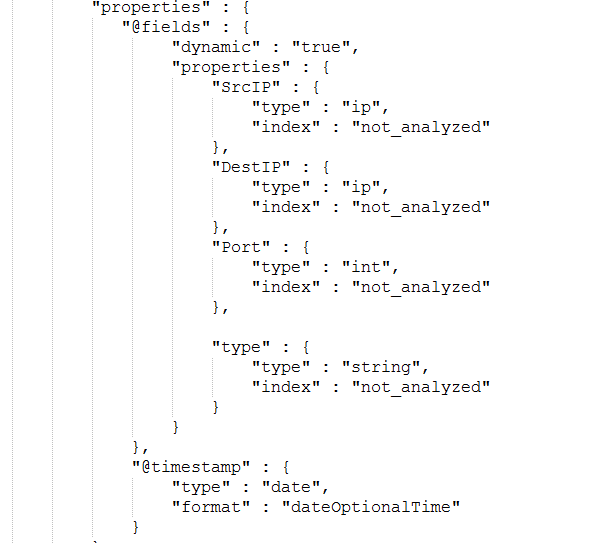 "properties" : {
"@fields" : {
"dynamic" : "true",
"properties" : {
"SrcIP" : {
"type" : "ip",
"index" : "not_analyzed"
},
"DestIP" : {
"type" : "ip",
"index" : "not_analyzed"
},
"Port" : {
"type" : "int",
"index" : "not_analyzed"
},
"type" : {
"type" : "string",
"index" : "not_analyzed"
}
}
},
"@timestamp" : {
"type" : "date",
"format" : "dateOptionalTime"
}